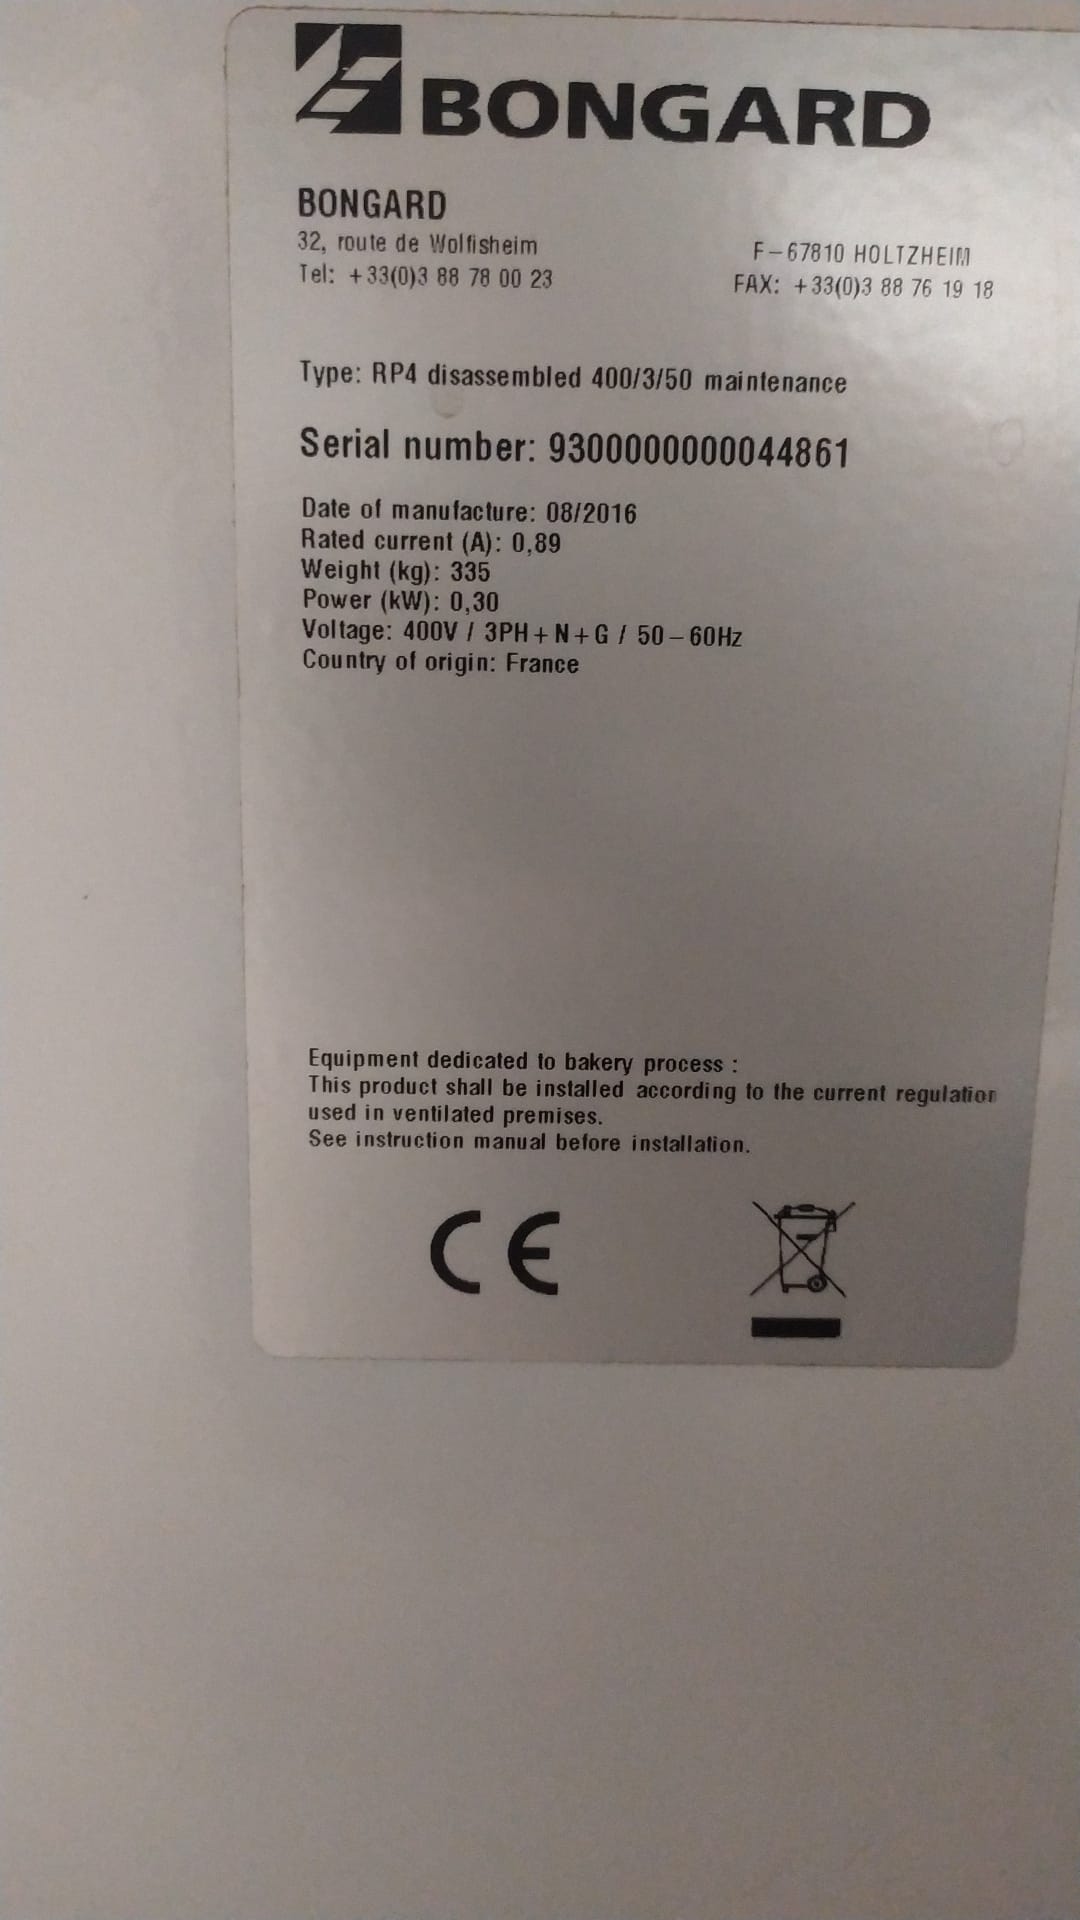 BONGARD
BONGARD
32, route de Wolfisheim
F-67810 HOLTZHEIM
Tel: +33(0)3 88 78 00 23
FAX: +33(0)3 88 76 19 18
Type: RP4 disassembled 400/3/50 maintenance
Serial number: 9300000000044861
Date of manufacture: 08/2016
Rated current (A): 0,89
Weight (kg): 335
Power (kW): 0,30
Voltage: 400V / 3PH+N+G / 50-60Hz
Country of origin: France
Equipment dedicated to bakery process :
This product shall be installed according to the current regulation
used in ventilated premises.
See instruction manual before installation.
CE